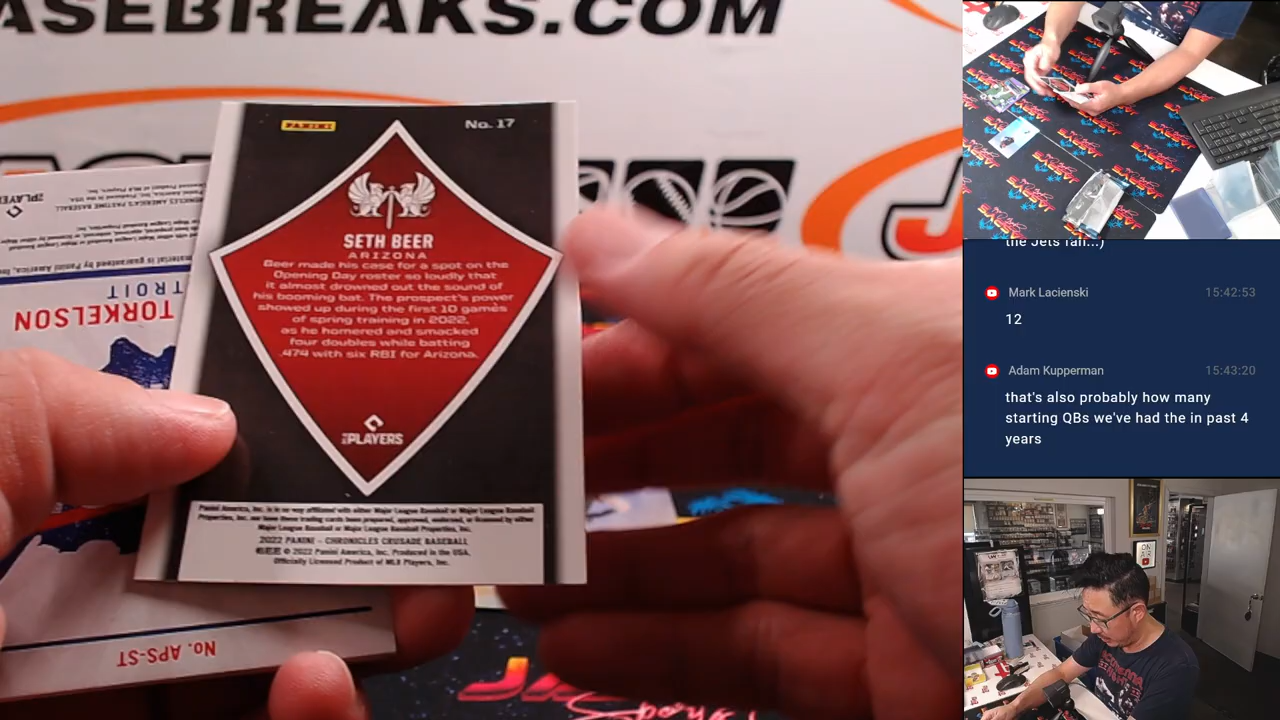 ASEBREAKS.COM
PANINI
No. 17
SETH BEER
ARIZONA
Beer made his case for a spot on the
Opening Day roster so loudly that
it almost drowned out the sound of
his booming bat. The prospect's power
showed up during the first 10 games
of spring training in 2022,
as he homered and smacked
four doubles while batting
.474 with six RBI for Arizona.
PLAYERS
Panini America, Inc. is in no way affiliated with either Major League Baseball or Major League Baseball
Properties, Inc. nor have these trading cards been prepared, approved, endorsed, or licensed by either
Major League Baseball or Major League Baseball Properties, Inc.
2022 PANINI – CHRONICLES CRUSADE BASEBALL
© 2022 Panini America, Inc. Produced in the USA.
Officially Licensed Product of MLB Players, Inc.
TORKELSON
TROIT
No. APS-ST
the Jets fan...)
Mark Lacienski 15:42:53
12
Adam Kupperman 15:43:20
that's also probably how many
starting QBs we've had the in past 4
years
ON
AIR